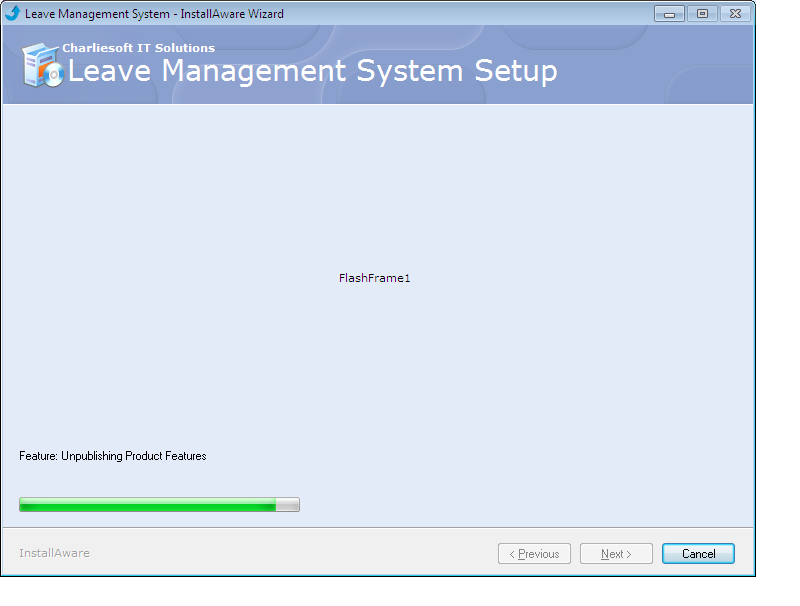 Leave Management System - InstallAware Wizard
Charliesoft IT Solutions
Leave Management System Setup
FlashFrame1
Feature: Unpublishing Product Features
InstallAware
< Previous
Next >
Cancel